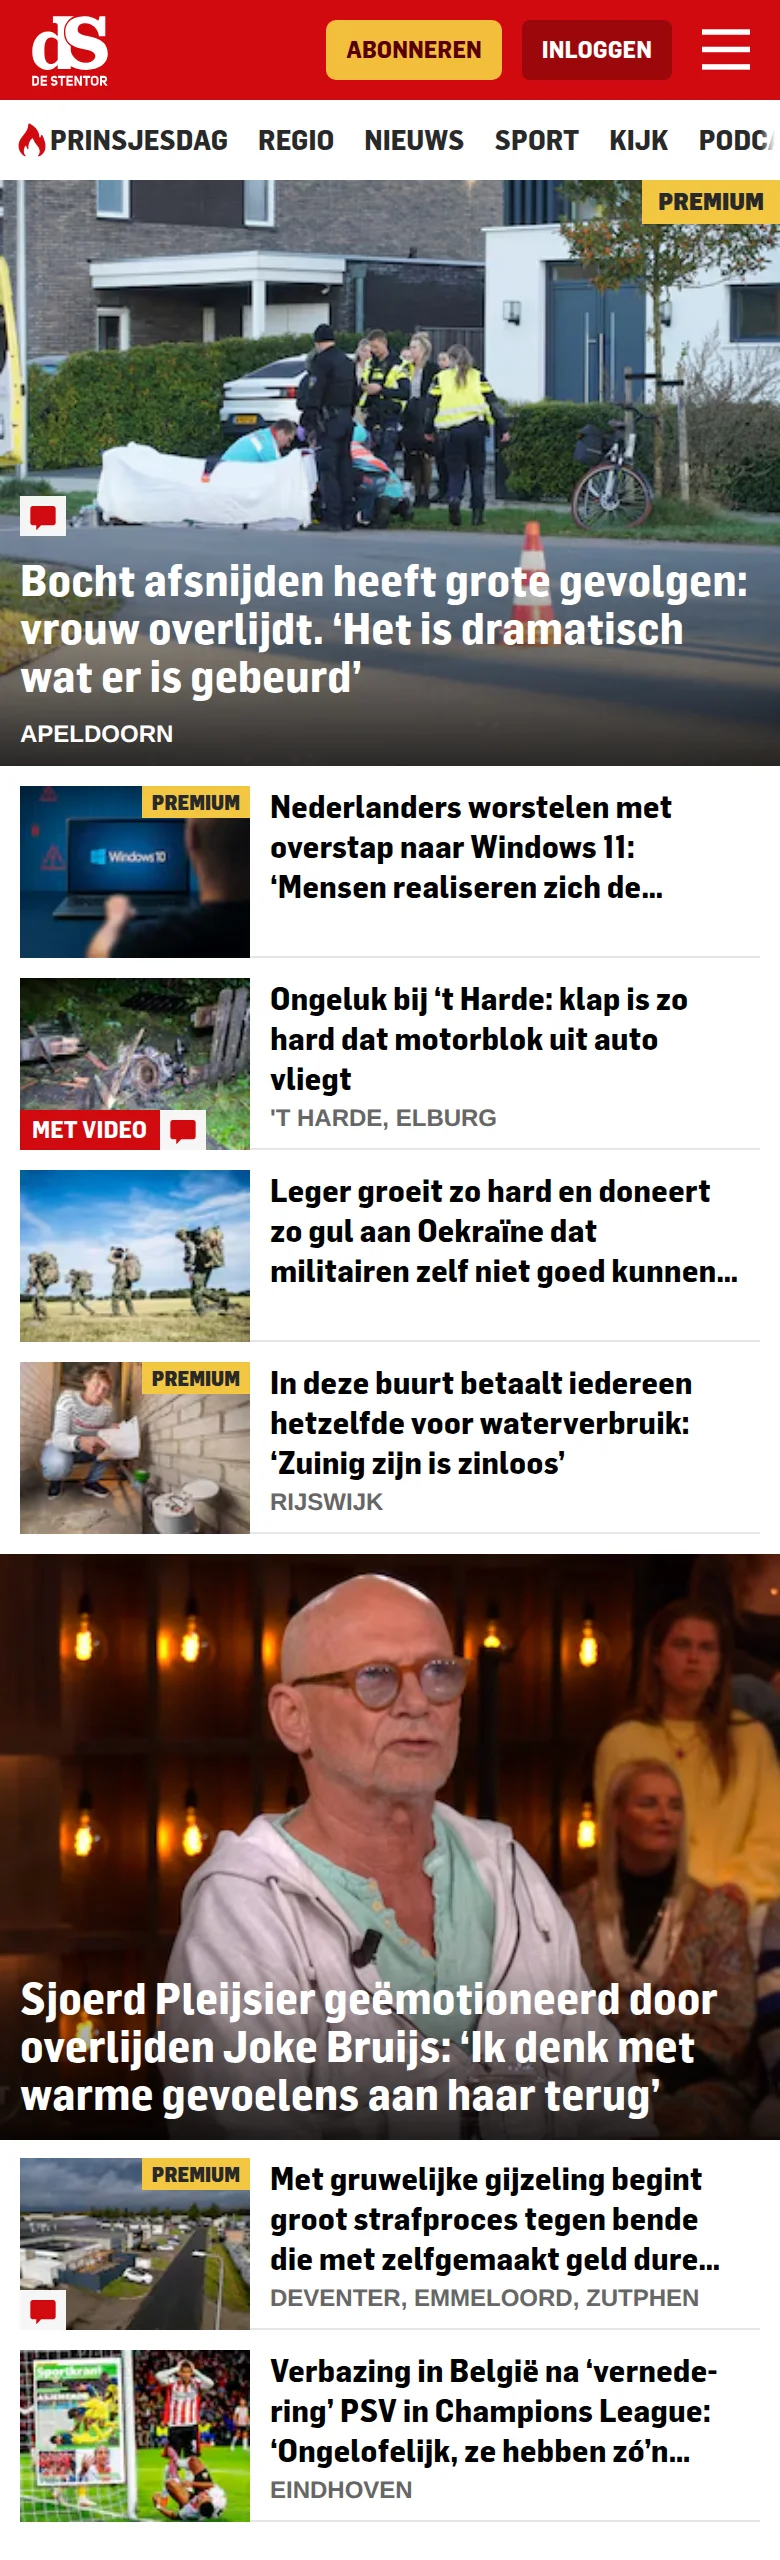 dS
DE STENTOR
ABONNEREN
INLOGGEN
PRINSJESDAG REGIO NIEUWS SPORT KIJK PODCA
PREMIUM
Bocht afsnijden heeft grote gevolgen:
vrouw overlijdt. ‘Het is dramatisch
wat er is gebeurd’
APELDOORN
PREMIUM
Windows 10
Nederlanders worstelen met
overstap naar Windows 11:
‘Mensen realiseren zich de...
Ongeluk bij ‘t Harde: klap is zo
hard dat motorblok uit auto
vliegt
'T HARDE, ELBURG
MET VIDEO
Leger groeit zo hard en doneert
zo gul aan Oekraïne dat
militairen zelf niet goed kunnen...
PREMIUM
In deze buurt betaalt iedereen
hetzelfde voor waterverbruik:
‘Zuinig zijn is zinloos’
RIJSWIJK
Sjoerd Pleijsier geëmotioneerd door
overlijden Joke Bruijs: ‘Ik denk met
warme gevoelens aan haar terug’
PREMIUM
Met gruwelijke gijzeling begint
groot strafproces tegen bende
die met zelfgemaakt geld dure...
DEVENTER, EMMELOORD, ZUTPHEN
Sportkrant
Verbazing in België na ‘vernede-
ring’ PSV in Champions League:
‘Ongelofelijk, ze hebben zó’n...
EINDHOVEN